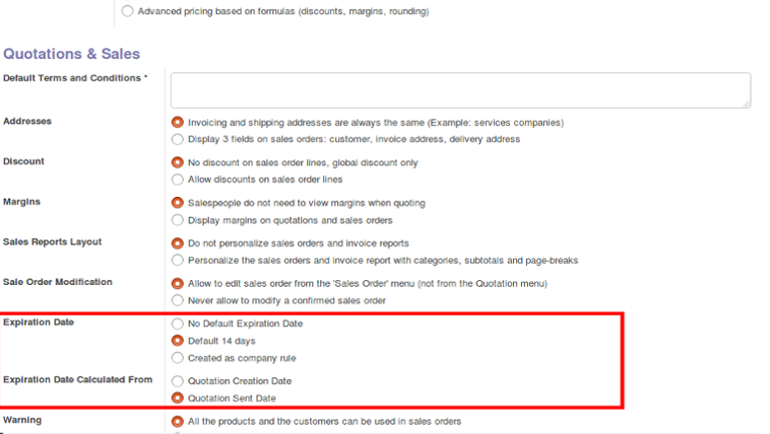 Advanced pricing based on formulas (discounts, margins, rounding)
Quotations & Sales
Default Terms and Conditions *
Addresses
Invoicing and shipping addresses are always the same (Example: services companies)
Display 3 fields on sales orders: customer, invoice address, delivery address
Discount
No discount on sales order lines, global discount only
Allow discounts on sales order lines
Margins
Salespeople do not need to view margins when quoting
Display margins on quotations and sales orders
Sales Reports Layout
Do not personalize sales orders and invoice reports
Personalize the sales orders and invoice report with categories, subtotals and page-breaks
Sale Order Modification
Allow to edit sales order from the 'Sales Order' menu (not from the Quotation menu)
Never allow to modify a confirmed sales order
Expiration Date
No Default Expiration Date
Default 14 days
Created as company rule
Expiration Date Calculated From
Quotation Creation Date
Quotation Sent Date
Warning
All the products and the customers can be used in sales orders